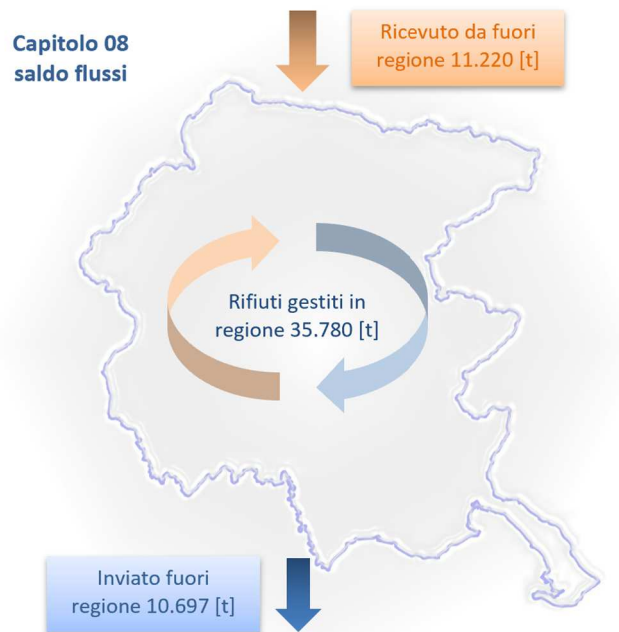 Capitolo 08
saldo flussi
Ricevuto da fuori
regione 11.220 [t]
Rifiuti gestiti in
regione 35.780 [t]
Inviato fuori
regione 10.697 [t]